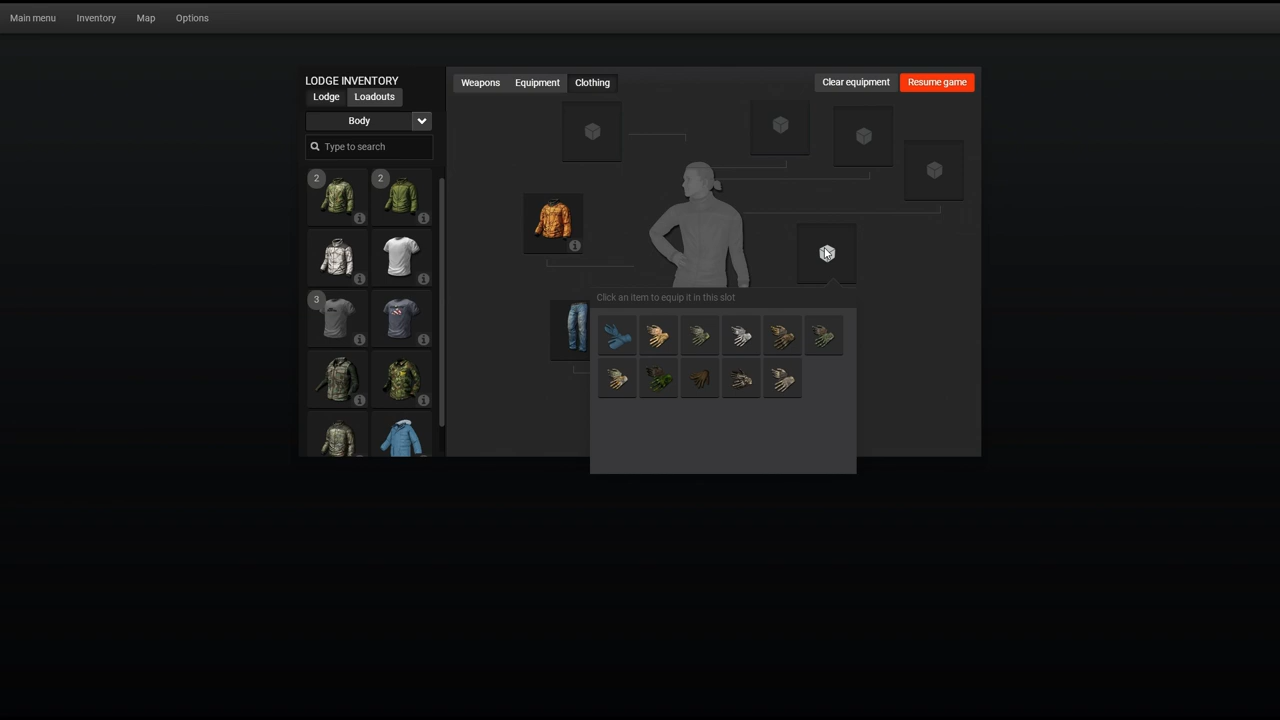 Main menu Inventory Map Options
LODGE INVENTORY
Lodge Loadouts
Body
Type to search
2 2
3
Weapons Equipment Clothing
Clear equipment Resume game
Click an item to equip it in this slot